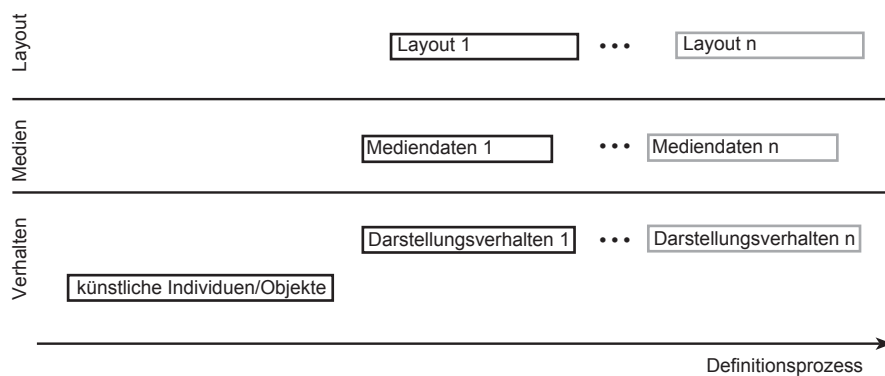 Layout
Layout 1
•••
Layout n
Medien
Mediendaten 1
•••
Mediendaten n
Verhalten
Darstellungsverhalten 1
•••
Darstellungsverhalten n
künstliche Individuen/Objekte
Definitionsprozess